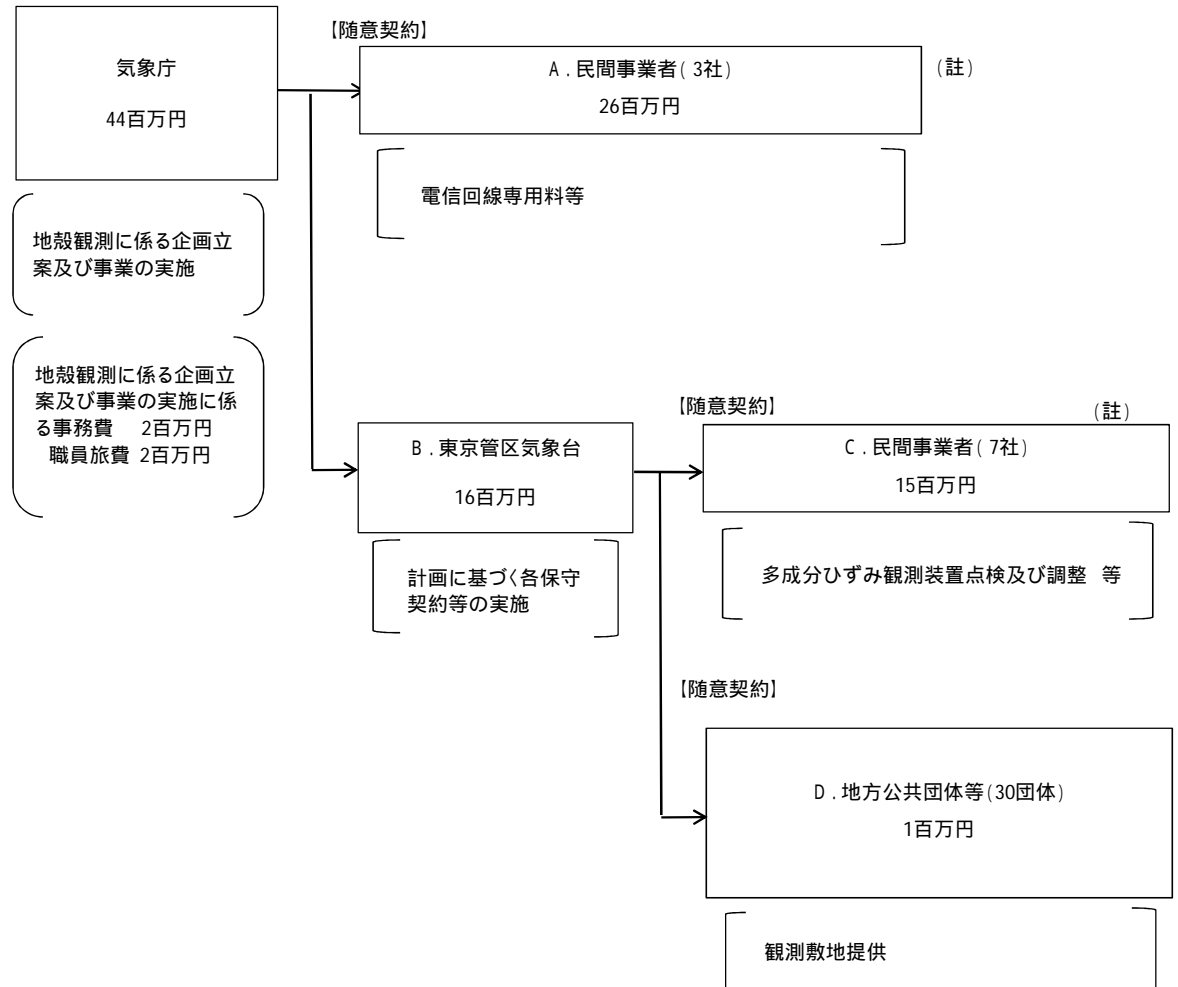 【随意契約】
気象庁
44百万円
A．民間事業者（3社）
26百万円
（註）
電信回線専用料等
地殻観測に係る企画立
案及び事業の実施
地殻観測に係る企画立
案及び事業の実施に係
る事務費　2百万円
職員旅費 2百万円
B．東京管区気象台
16百万円
計画に基づく各保守
契約等の実施
【随意契約】
（註）
C．民間事業者（7社）
15百万円
多成分ひずみ観測装置点検及び調整 等
【随意契約】
D．地方公共団体等（30団体）
1百万円
観測敷地提供